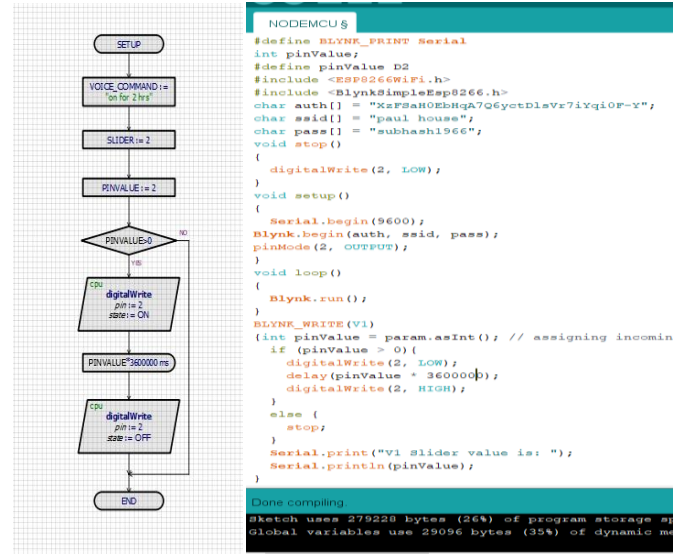 SETUP
VOICE_COMMAND :=
"on for 2 hrs"
SLIDER := 2
PINVALUE := 2
PINVALUE>0
NO
YES
cpu
digitalWrite
pin := 2
state := ON
PINVALUE*3600000 ms
cpu
digitalWrite
pin := 2
state := OFF
END
NODEMCU §
#define BLYNK_PRINT Serial
int pinValue;
#define pinValue D2
#include <ESP8266WiFi.h>
#include <BlynkSimpleEsp8266.h>
char auth[] = "XzFSaH0EbHqA7Q6yctDlsVr7iYqi0F-Y";
char ssid[] = "paul house";
char pass[] = "subhash1966";
void stop()
{
digitalWrite(2, LOW);
}
void setup()
{
Serial.begin(9600);
Blynk.begin(auth, ssid, pass);
pinMode(2, OUTPUT);
}
void loop()
{
Blynk.run();
}
BLYNK_WRITE(V1)
{int pinValue = param.asInt(); // assigning incomin
if (pinValue > 0){
digitalWrite(2, LOW);
delay(pinValue * 3600000);
digitalWrite(2, HIGH);
}
else {
stop;
}
Serial.print("V1 Slider value is: ");
Serial.println(pinValue);
}
Done compiling.
Sketch uses 279228 bytes (26%) of program storage sp
Global variables use 29096 bytes (35%) of dynamic me